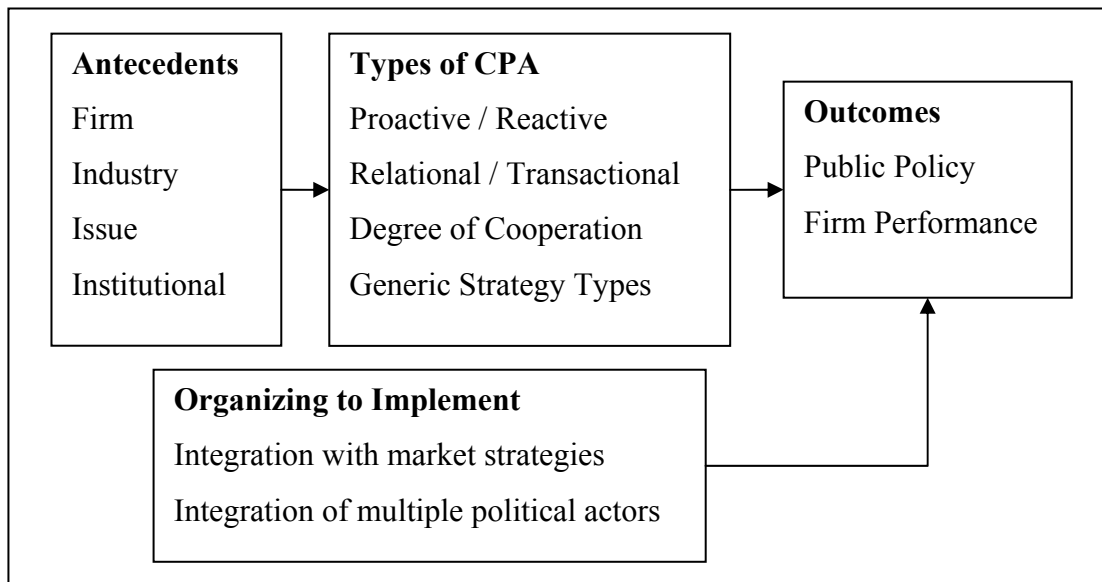 Antecedents
Firm
Industry
Issue
Institutional
Types of CPA
Proactive / Reactive
Relational / Transactional
Degree of Cooperation
Generic Strategy Types
Outcomes
Public Policy
Firm Performance
Organizing to Implement
Integration with market strategies
Integration of multiple political actors